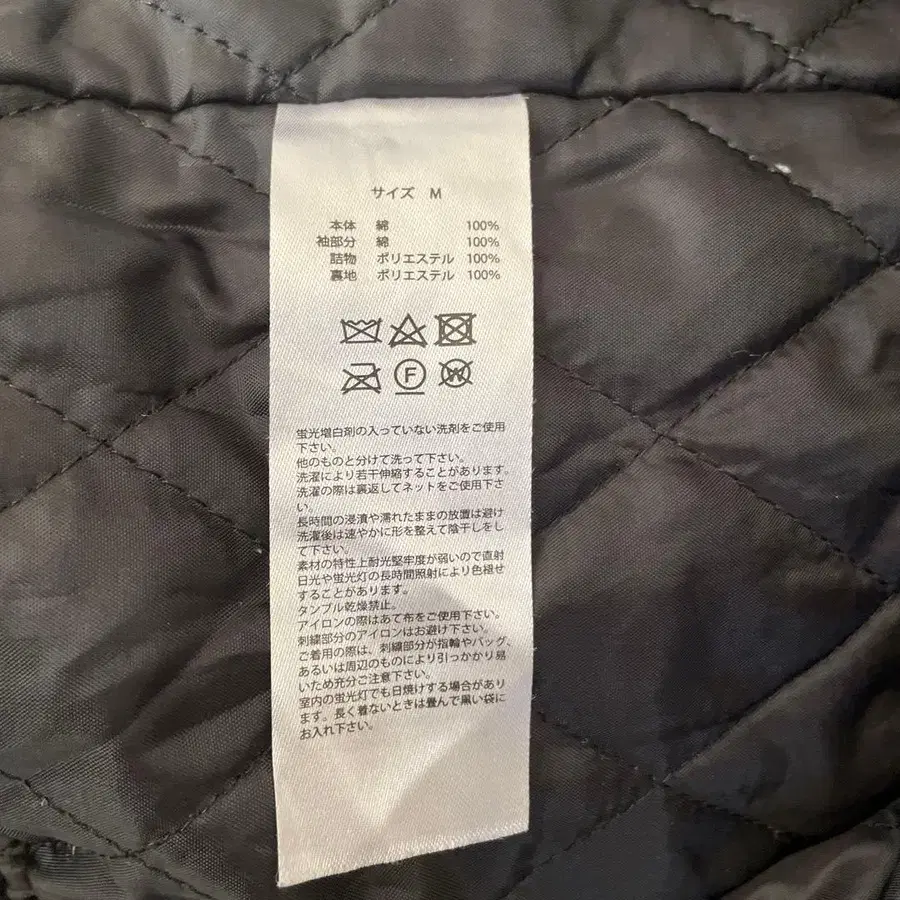 サイズ M
本体 綿 100%
袖部分 綿 100%
詰物 ポリエステル 100%
裏地 ポリエステル 100%
F
W
蛍光増白剤の入っていない洗剤をご使用
下さい。
他のものと分けて洗って下さい。
洗濯により若干伸縮することがあります。
洗濯の際は裏返してネットをご使用下さ
い。
長時間の浸漬や濡れたままの放置は避け
洗濯後は速やかに形を整えて陰干しをし
て下さい。
素材の特性上耐光堅牢度が弱いので直射
日光や蛍光灯の長時間照射により色褪せ
することがあります。
タンブル乾燥禁止。
アイロンの際はあて布をご使用下さい。
刺繍部分のアイロンはお避け下さい。
ご着用の際は、刺繍部分が指輪やバッグ、
あるいは周辺のものにより引っかかり易
いため充分ご注意下さい。
室内の蛍光灯でも日焼けする場合があり
ます。長く着ないときは畳んで黒い袋に
お入れ下さい。